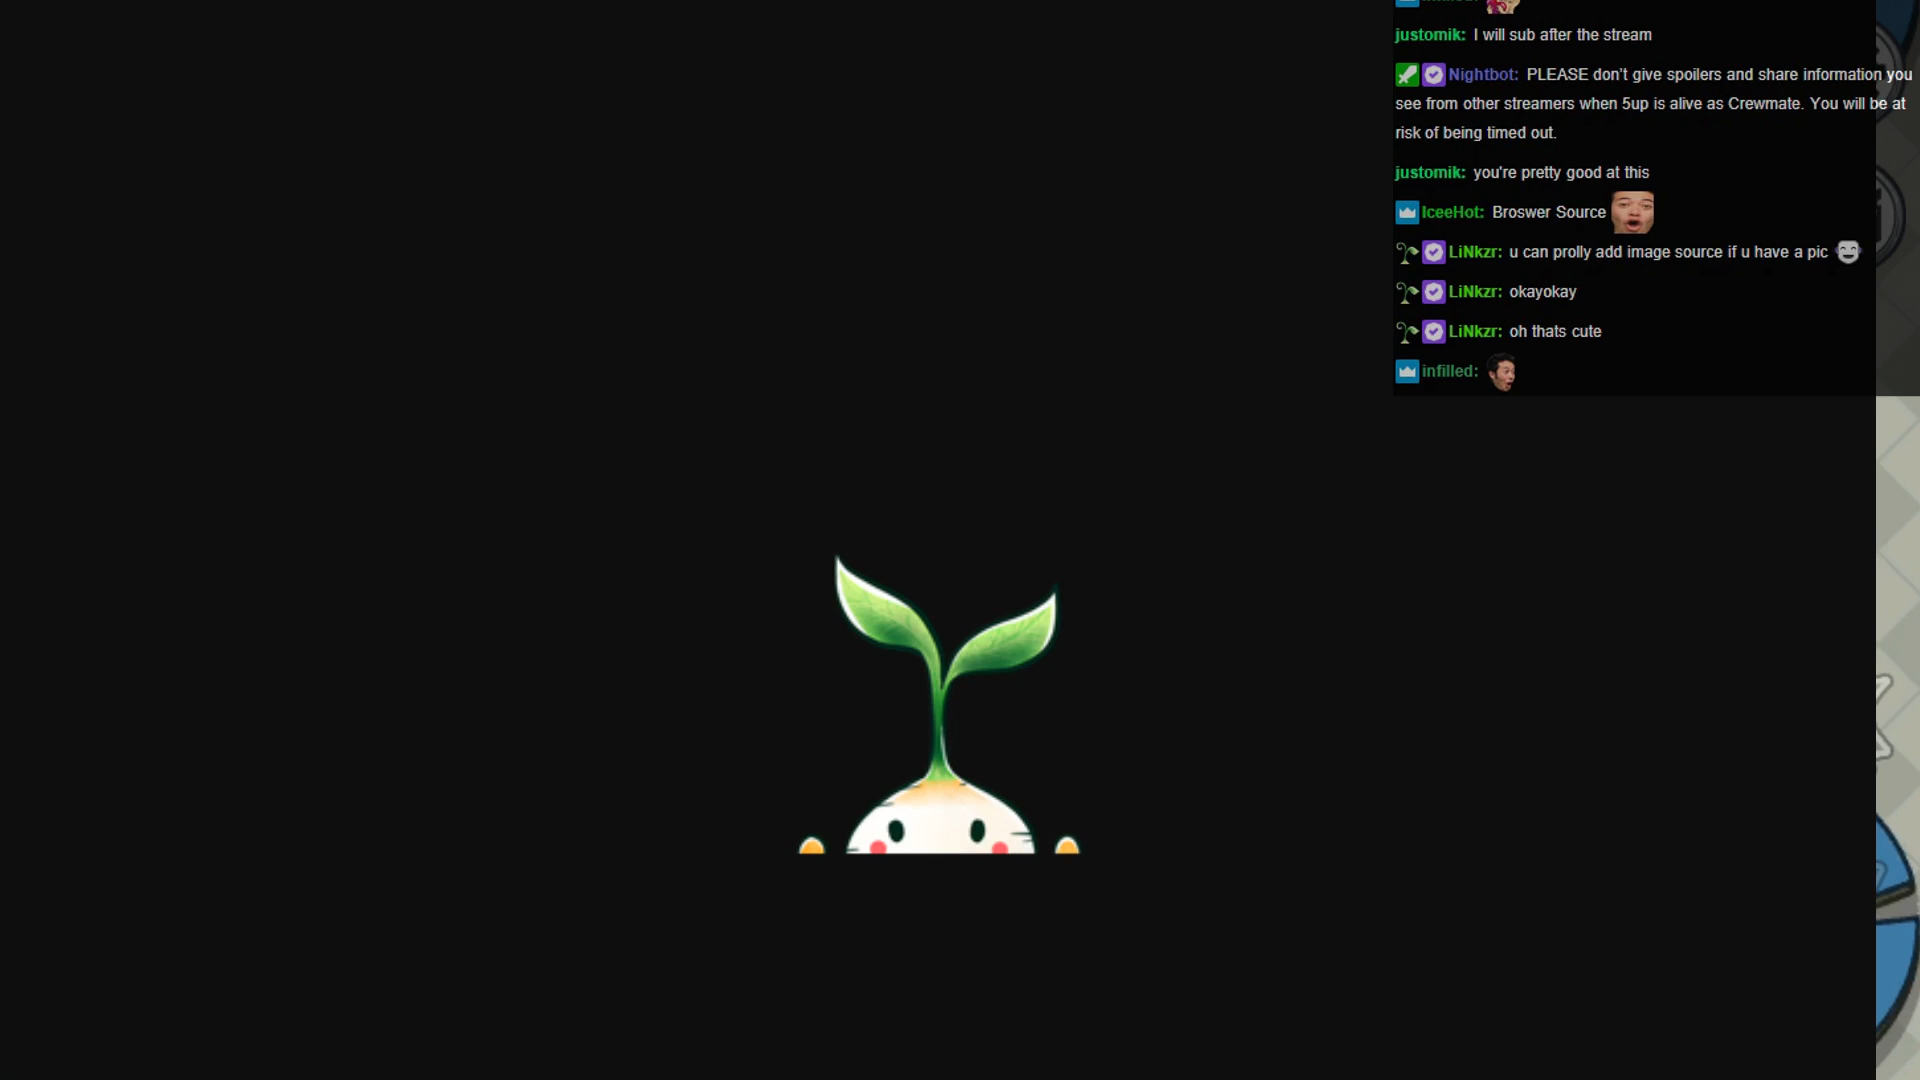 justomik: I will sub after the stream
Nightbot: PLEASE don't give spoilers and share information you
see from other streamers when 5up is alive as Crewmate. You will be at
risk of being timed out.
justomik: you're pretty good at this
IceeHot: Broswer Source
LiNkzr: u can prolly add image source if u have a pic
LiNkzr: okayokay
LiNkzr: oh thats cute
infilled: